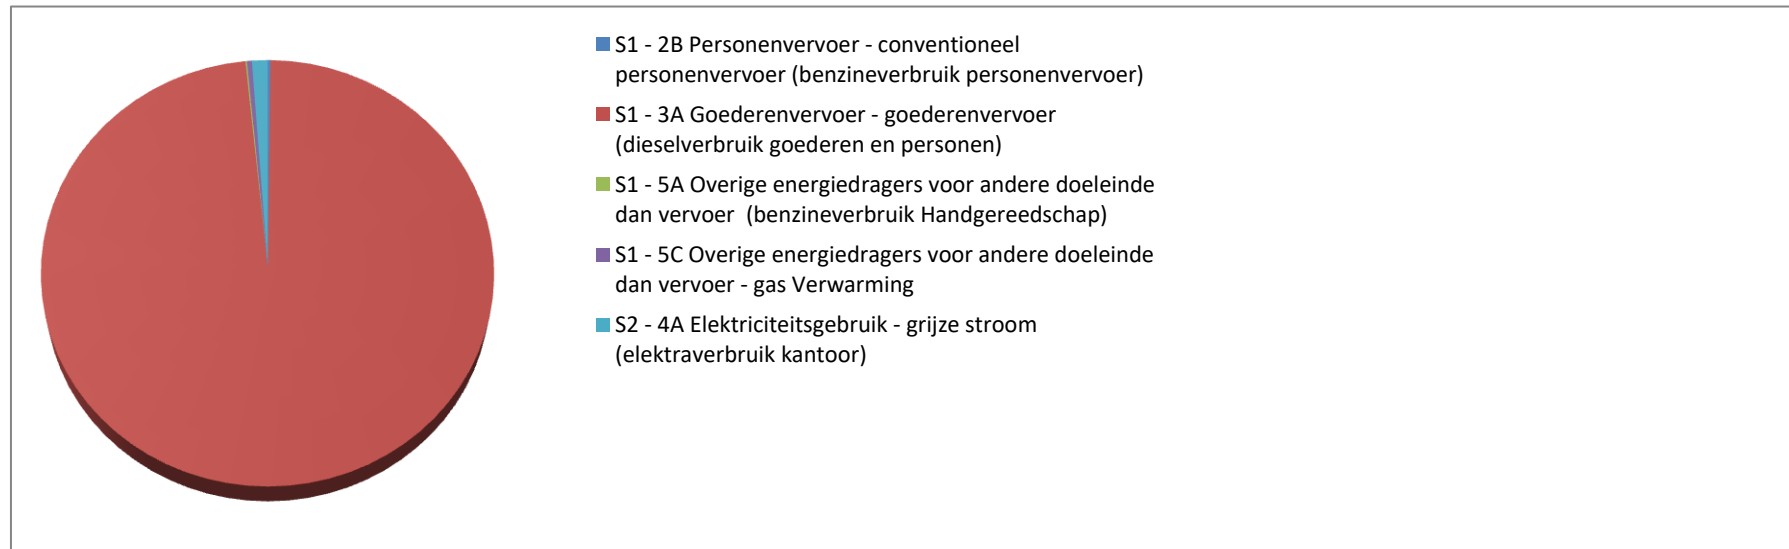 S1 - 2B Personenvervoer - conventioneel
personenvervoer (benzineverbruik personenvervoer)
S1 - 3A Goederenvervoer - goederenvervoer
(dieselverbruik goederen en personen)
S1 - 5A Overige energiedragers voor andere doeleinde
dan vervoer  (benzineverbruik Handgereedschap)
S1 - 5C Overige energiedragers voor andere doeleinde
dan vervoer - gas Verwarming
S2 - 4A Elektriciteitsgebruik - grijze stroom
(elektraverbruik kantoor)